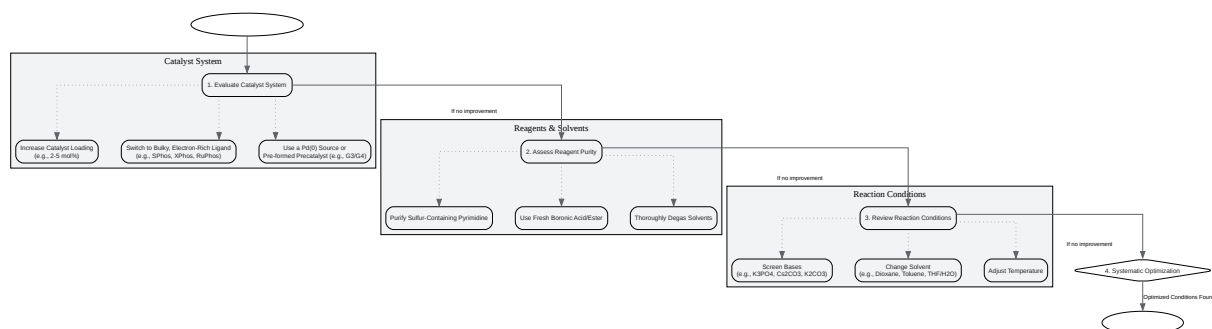 Catalyst System
1. Evaluate Catalyst System
If no improvement
Increase Catalyst Loading
(e.g., 2-5 mol%)
Switch to Bulky, Electron-Rich Ligand
(e.g., SPhos, XPhos, RuPhos)
Use a Pd(0) Source or
Pre-formed Precatalyst (e.g., G3/G4)
Reagents & Solvents
2. Assess Reagent Purity
If no improvement
Purify Sulfur-Containing Pyrimidine
Use Fresh Boronic Acid/Ester
Thoroughly Degas Solvents
Reaction Conditions
3. Review Reaction Conditions
If no improvement
Screen Bases
(e.g., K3PO4, Cs2CO3, K2CO3)
Change Solvent
(e.g., Dioxane, Toluene, THF/H2O)
Adjust Temperature
4. Systematic Optimization
Optimized Conditions Foun